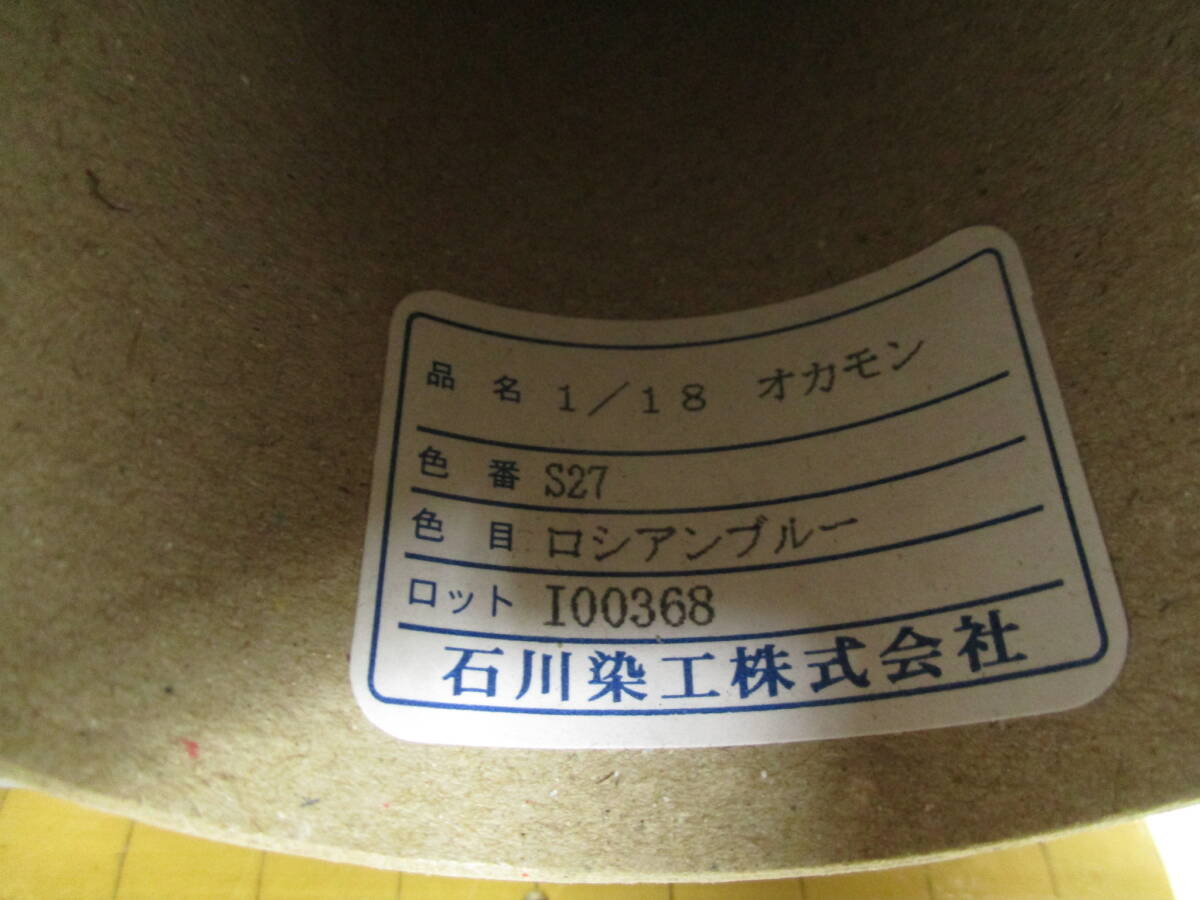 品名 1/18 オカモン
色番 S27
色目 ロシアンブルー
ロット I00368
石川染工株式会社